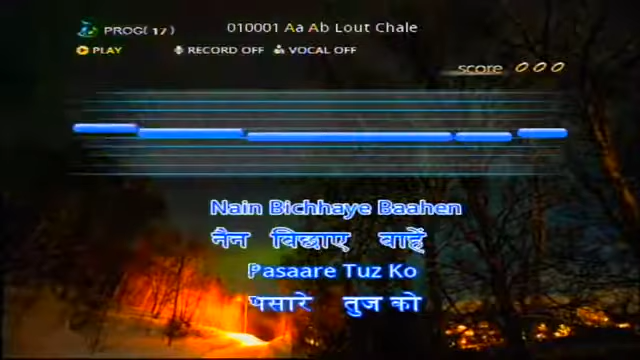 PROG( 17 ) 010001 Aa Ab Lout Chale
PLAY RECORD OFF VOCAL OFF
score 000
Nain Bichhaye Baahen
नैन बिछाए बाहें
Pasaare Tuz Ko
पसारे तुज को